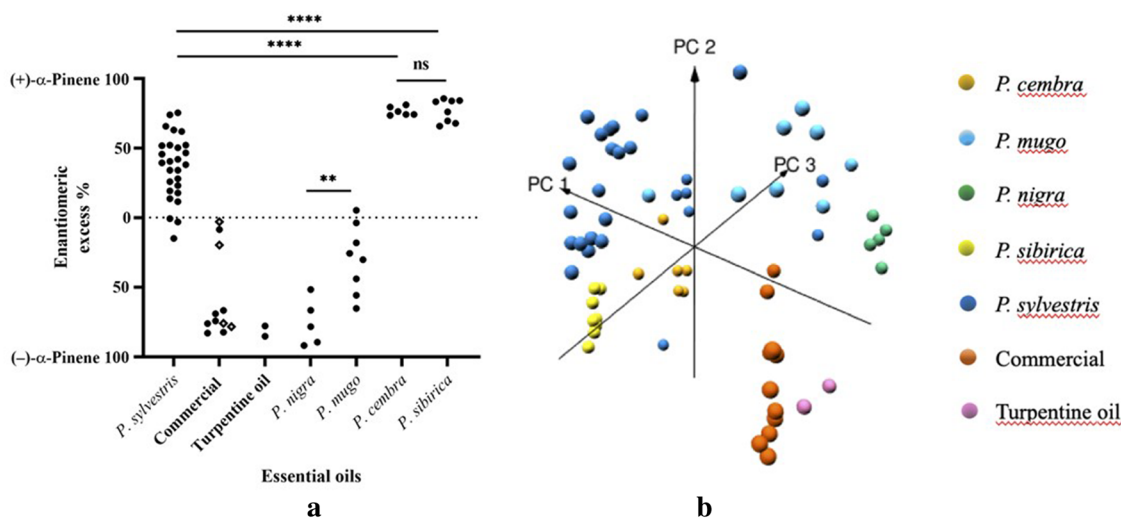 ****
****
(+)-α-Pinene 100
ns
50
**
0
50
(–)-α-Pinene 100
Enantiomeric
excess %
P. sylvestris
Commercial
Turpentine oil
P. nigra
P. mugo
P. cembra
P. sibirica
Essential oils
a
PC 2
PC 3
PC 1
b
P. cembra
P. mugo
P. nigra
P. sibirica
P. sylvestris
Commercial
Turpentine oil